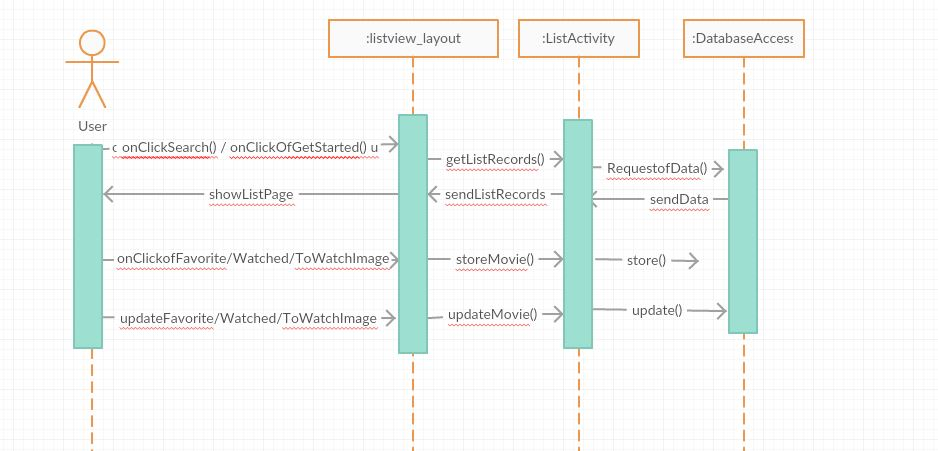 :listview_layout
:ListActivity
:DatabaseAccess
User
c onClickSearch() / onClickOfGetStarted() u
getListRecords()
RequestofData()
showListPage
sendListRecords
sendData
onClickofFavorite/Watched/ToWatchImage
storeMovie()
store()
updateFavorite/Watched/ToWatchImage
updateMovie()
update()